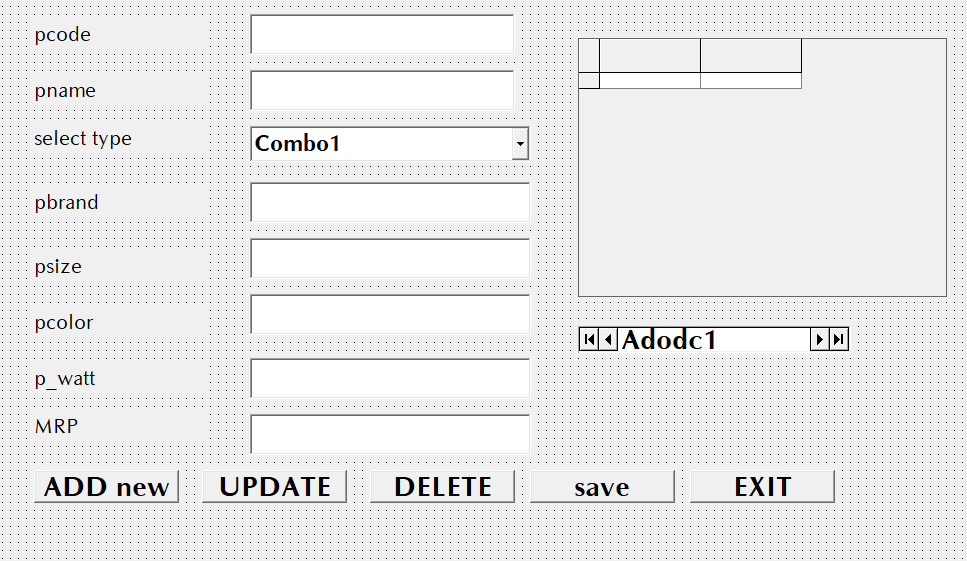 pcode
pname
select type
Combo1
pbrand
psize
pcolor
p_watt
MRP
Adodc1
ADD new
UPDATE
DELETE
save
EXIT